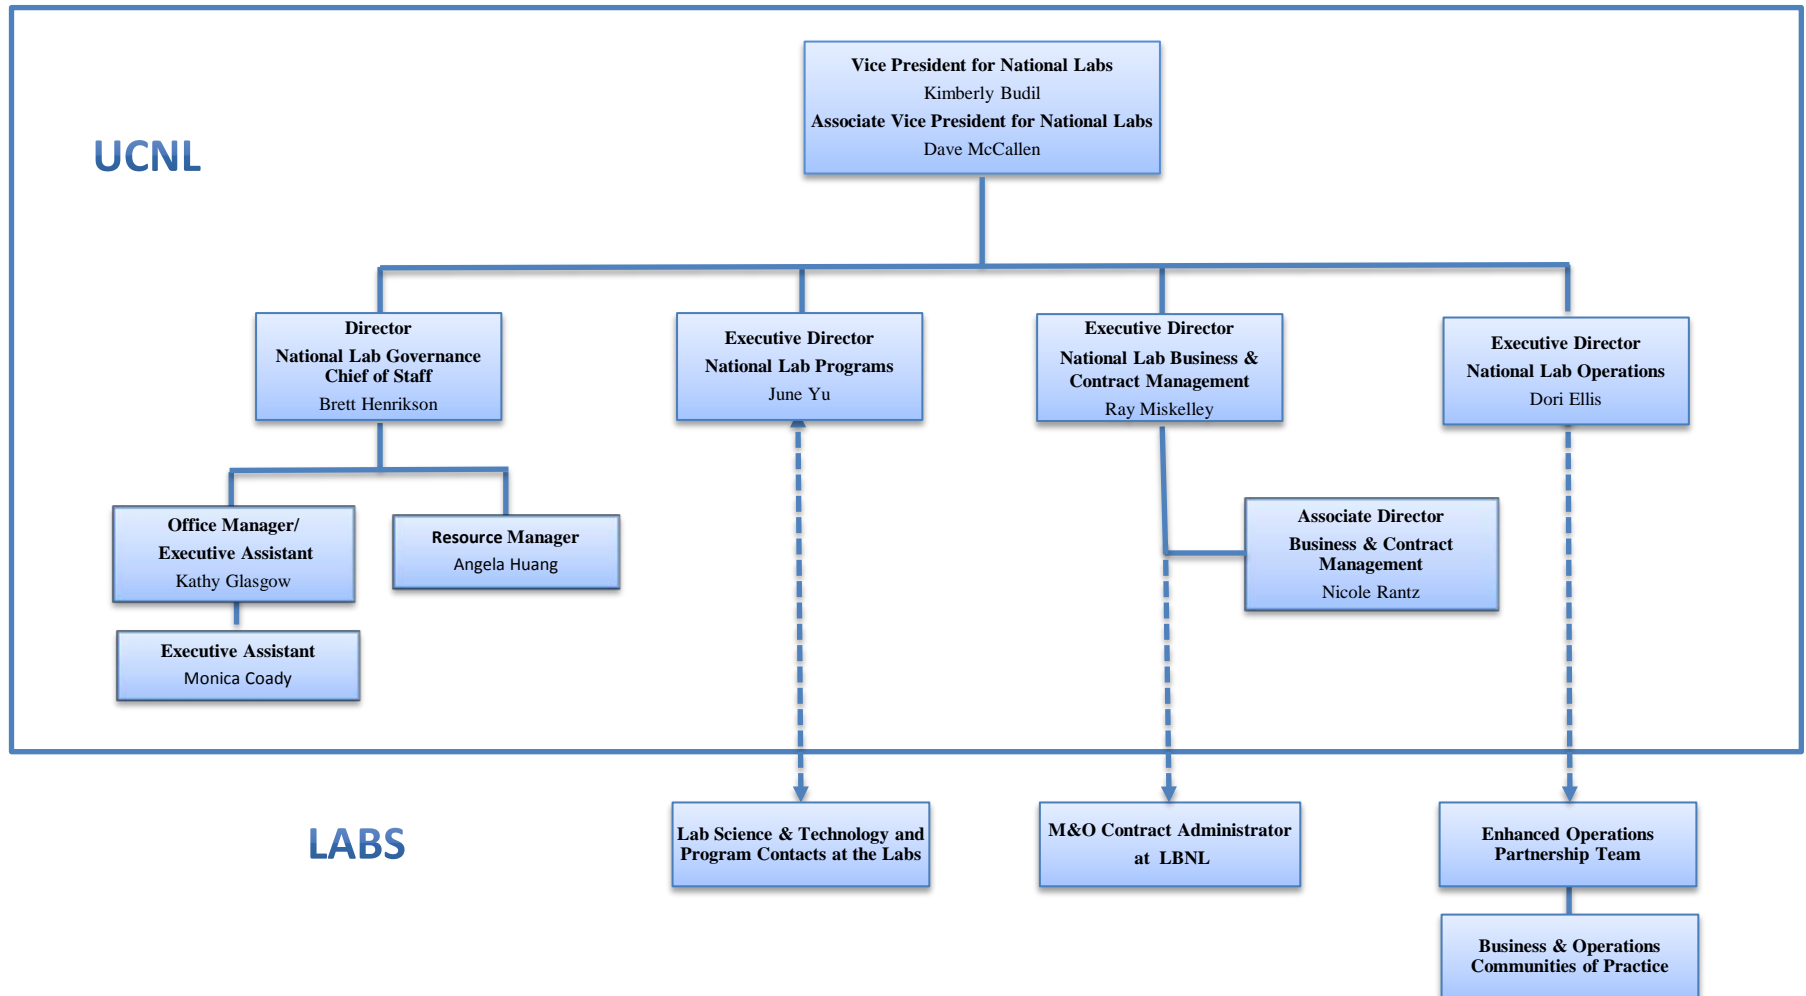 Vice President for National Labs
Kimberly Budil
Associate Vice President for National Labs
Dave McCallen
UCNL
Director
National Lab Governance
Chief of Staff
Brett Henrikson
Executive Director
National Lab Programs
June Yu
Executive Director
National Lab Business &
Contract Management
Ray Miskelley
Executive Director
National Lab Operations
Dori Ellis
Office Manager/
Executive Assistant
Kathy Glasgow
Resource Manager
Angela Huang
Associate Director
Business & Contract
Management
Nicole Rantz
Executive Assistant
Monica Coady
LABS
Lab Science & Technology and
Program Contacts at the Labs
M&O Contract Administrator
at LBNL
Enhanced Operations
Partnership Team
Business & Operations
Communities of Practice